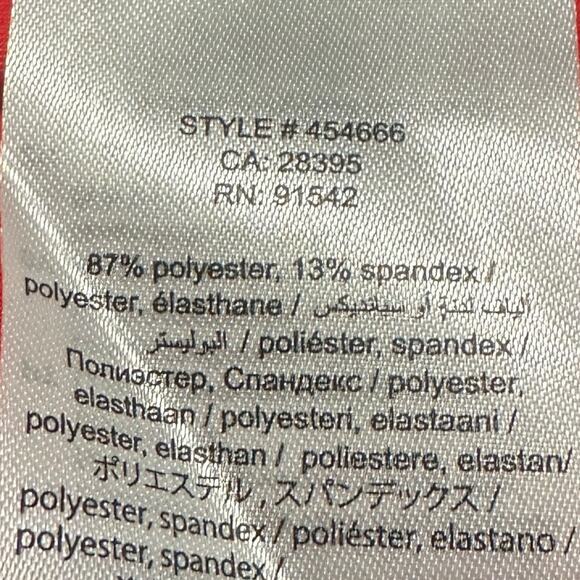 STYLE # 454666
CA: 28395
RN: 91542
87% polyester, 13% spandex /
polyester, élasthane / ألياف لدنة أو سبانديكس
البوليستر / poliéster, spandex /
Полиэстер, Спандекс / polyester,
elasthaan / polyesteri, elastaani /
polyester, elasthan / poliestere, elastan/
ポリエステル , スパンデックス /
polyester, spandex / poliéster, elastano /
polyester, spandex /